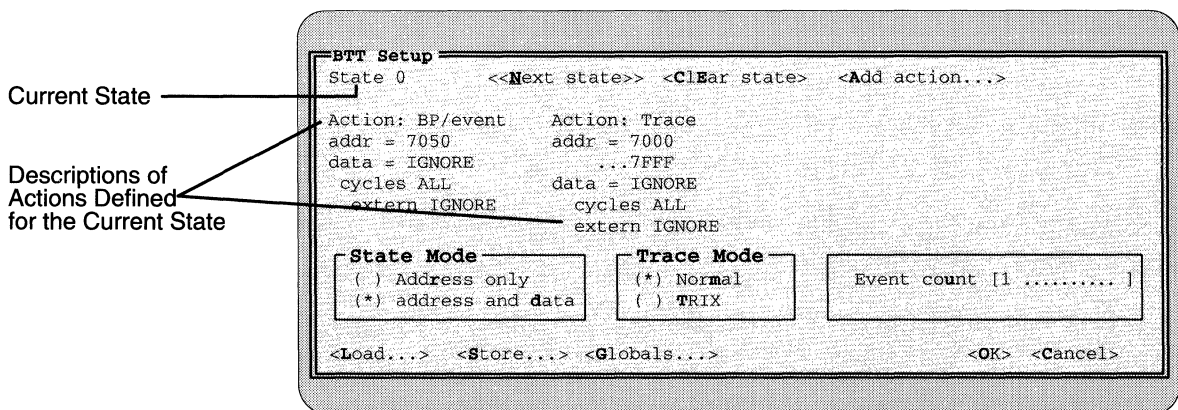 BTT Setup
State 0 <<Next state>> <ClEar state> <Add action...>
Current State
Action: BP/event Action: Trace
addr = 7050 addr = 7000
data = IGNORE ...7FFF
cycles ALL data = IGNORE
extern IGNORE cycles ALL
extern IGNORE
Descriptions of
Actions Defined
for the Current State
State Mode Trace Mode
( ) Address only (*) Normal Event count [1 .......... ]
(*) address and data ( ) TRIX
<Load...> <Store...> <Globals...> <OK> <Cancel>